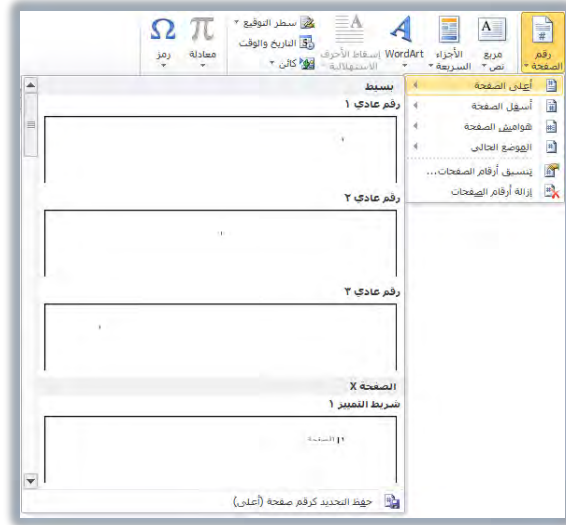 رقم الصفحة
مربع نص
الأجزاء السريعة
WordArt
إسقاط الأحرف الاستهلالية
سطر التوقيع
التاريخ والوقت
كائن
معادلة
رمز
أعلى الصفحة
أسفل الصفحة
هوامش الصفحة
الموضع الحالي
تنسيق أرقام الصفحات...
إزالة أرقام الصفحات
بسيط
رقم عادي ١
رقم عادي ٢
رقم عادي ٣
الصفحة X
شريط التمييز ١
١| الصفحة
حفظ التحديد كرقم صفحة (أعلى)